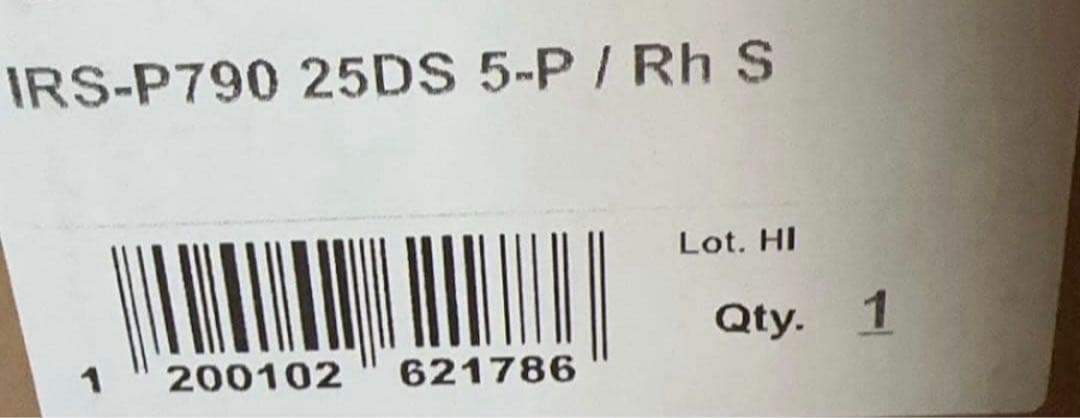 IRS-P790 25DS 5-P / Rh S
Lot. HI
Qty. 1
1 200102 621786